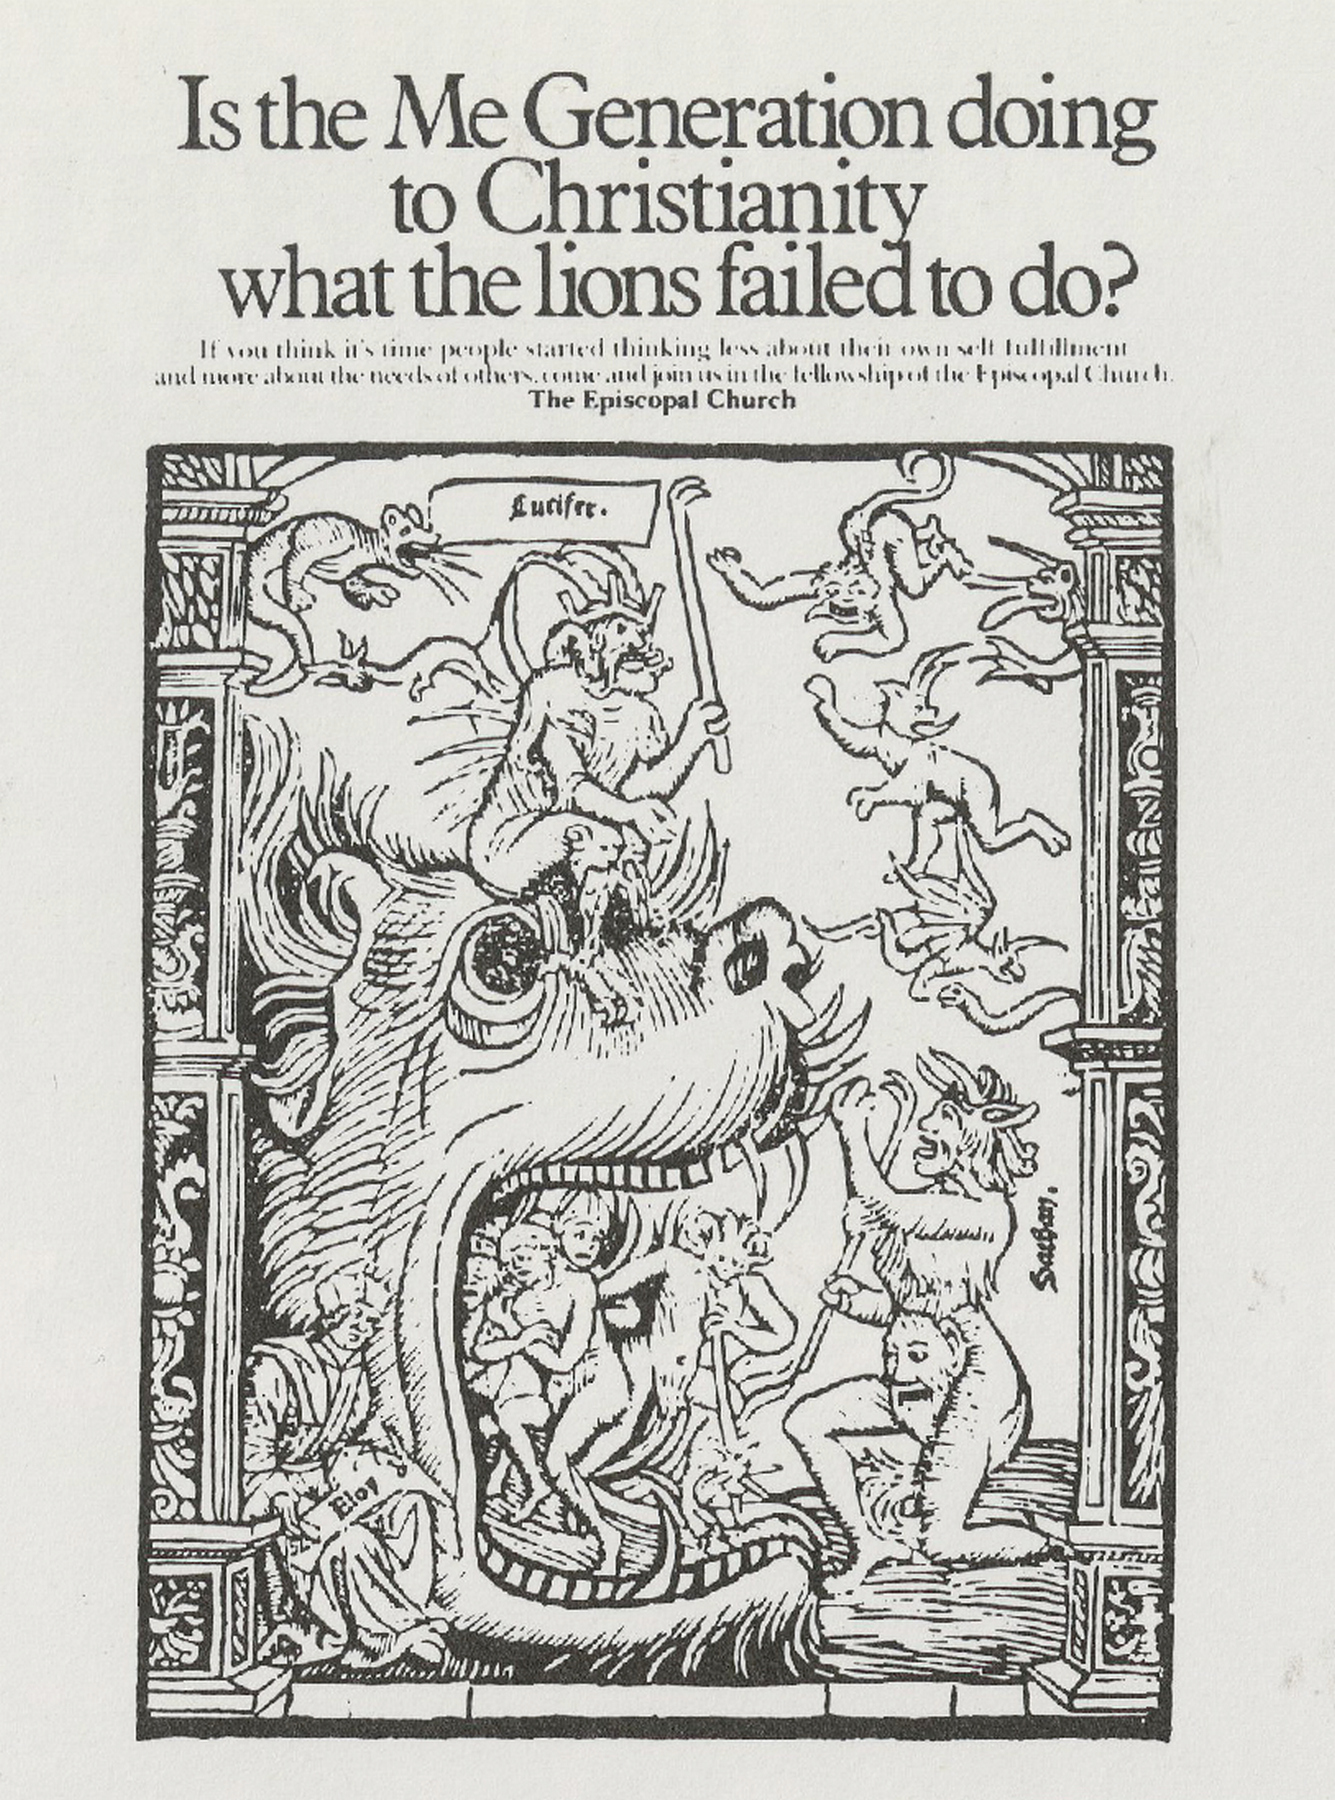 Is the Me Generation doing
to Christianity
what the lions failed to do?
If you think it's time people started thinking less about their own self-fulfillment
and more about the needs of others, come and join us in the fellowship of the Episcopal Church.
The Episcopal Church
Lucifer.
Sathan.
Eloy